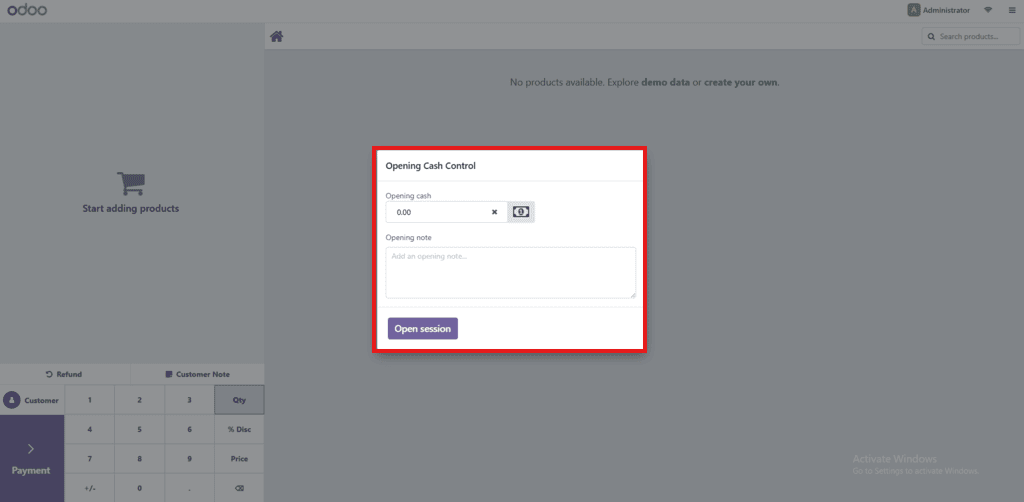 odoo
A Administrator
Search products...
No products available. Explore demo data or create your own.
Opening Cash Control
Opening cash
0.00
Opening note
Add an opening note...
Open session
Start adding products
Refund
Customer Note
Customer 1 2 3 Qty
4 5 6 % Disc
7 8 9 Price
Payment
+/- 0 .
Activate Windows
Go to Settings to activate Windows.